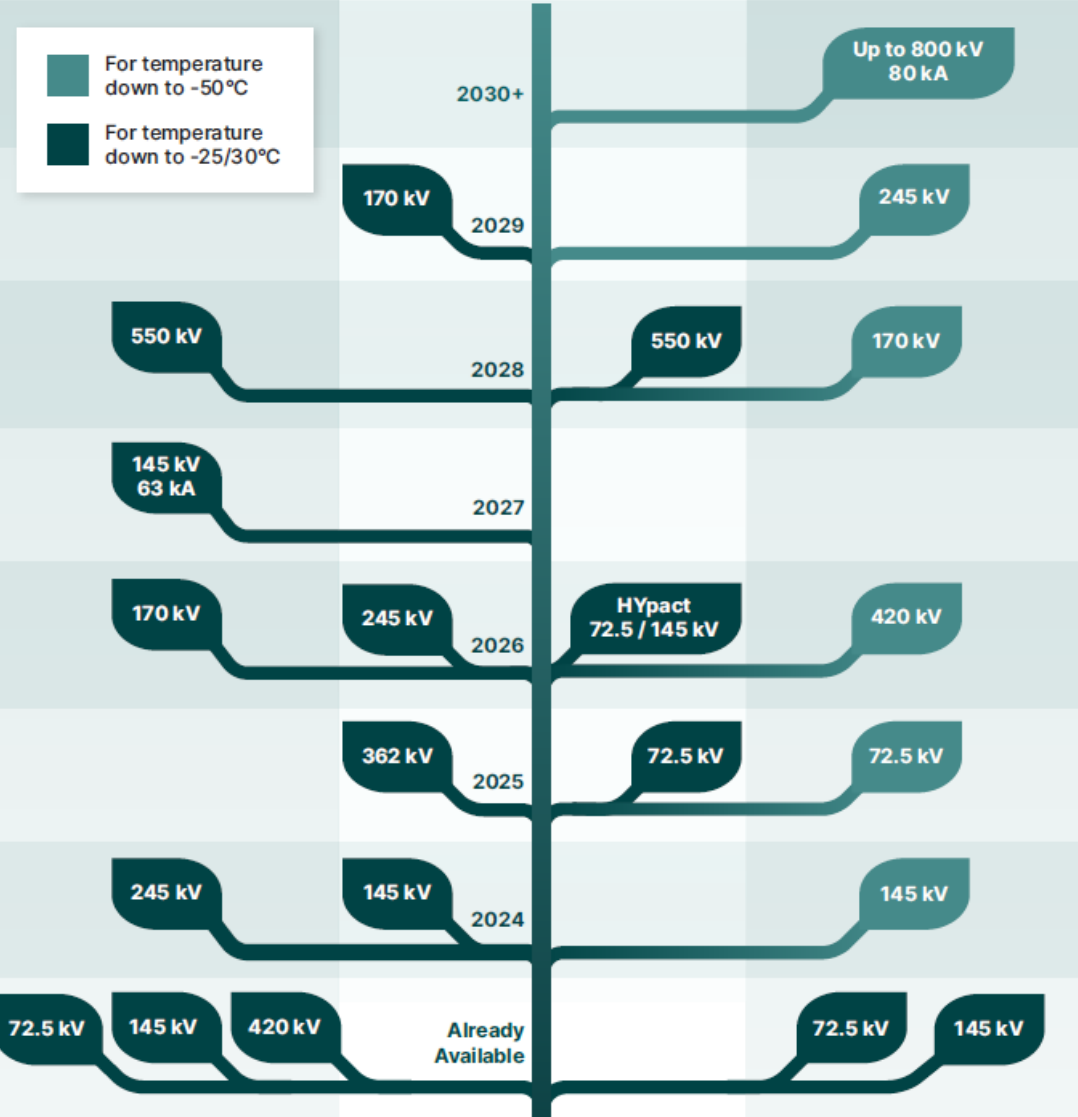 For temperature
down to -50°C
For temperature
down to -25/30°C
Up to 800 kV
80 kA
2030+
170 kV
2029
245 kV
550 kV
2028
550 kV
170 kV
145 kV
63 kA
2027
170 kV
245 kV
2026
HYpact
72.5 / 145 kV
420 kV
362 kV
2025
72.5 kV
72.5 kV
245 kV
145 kV
2024
145 kV
72.5 kV
145 kV
420 kV
Already
Available
72.5 kV
145 kV